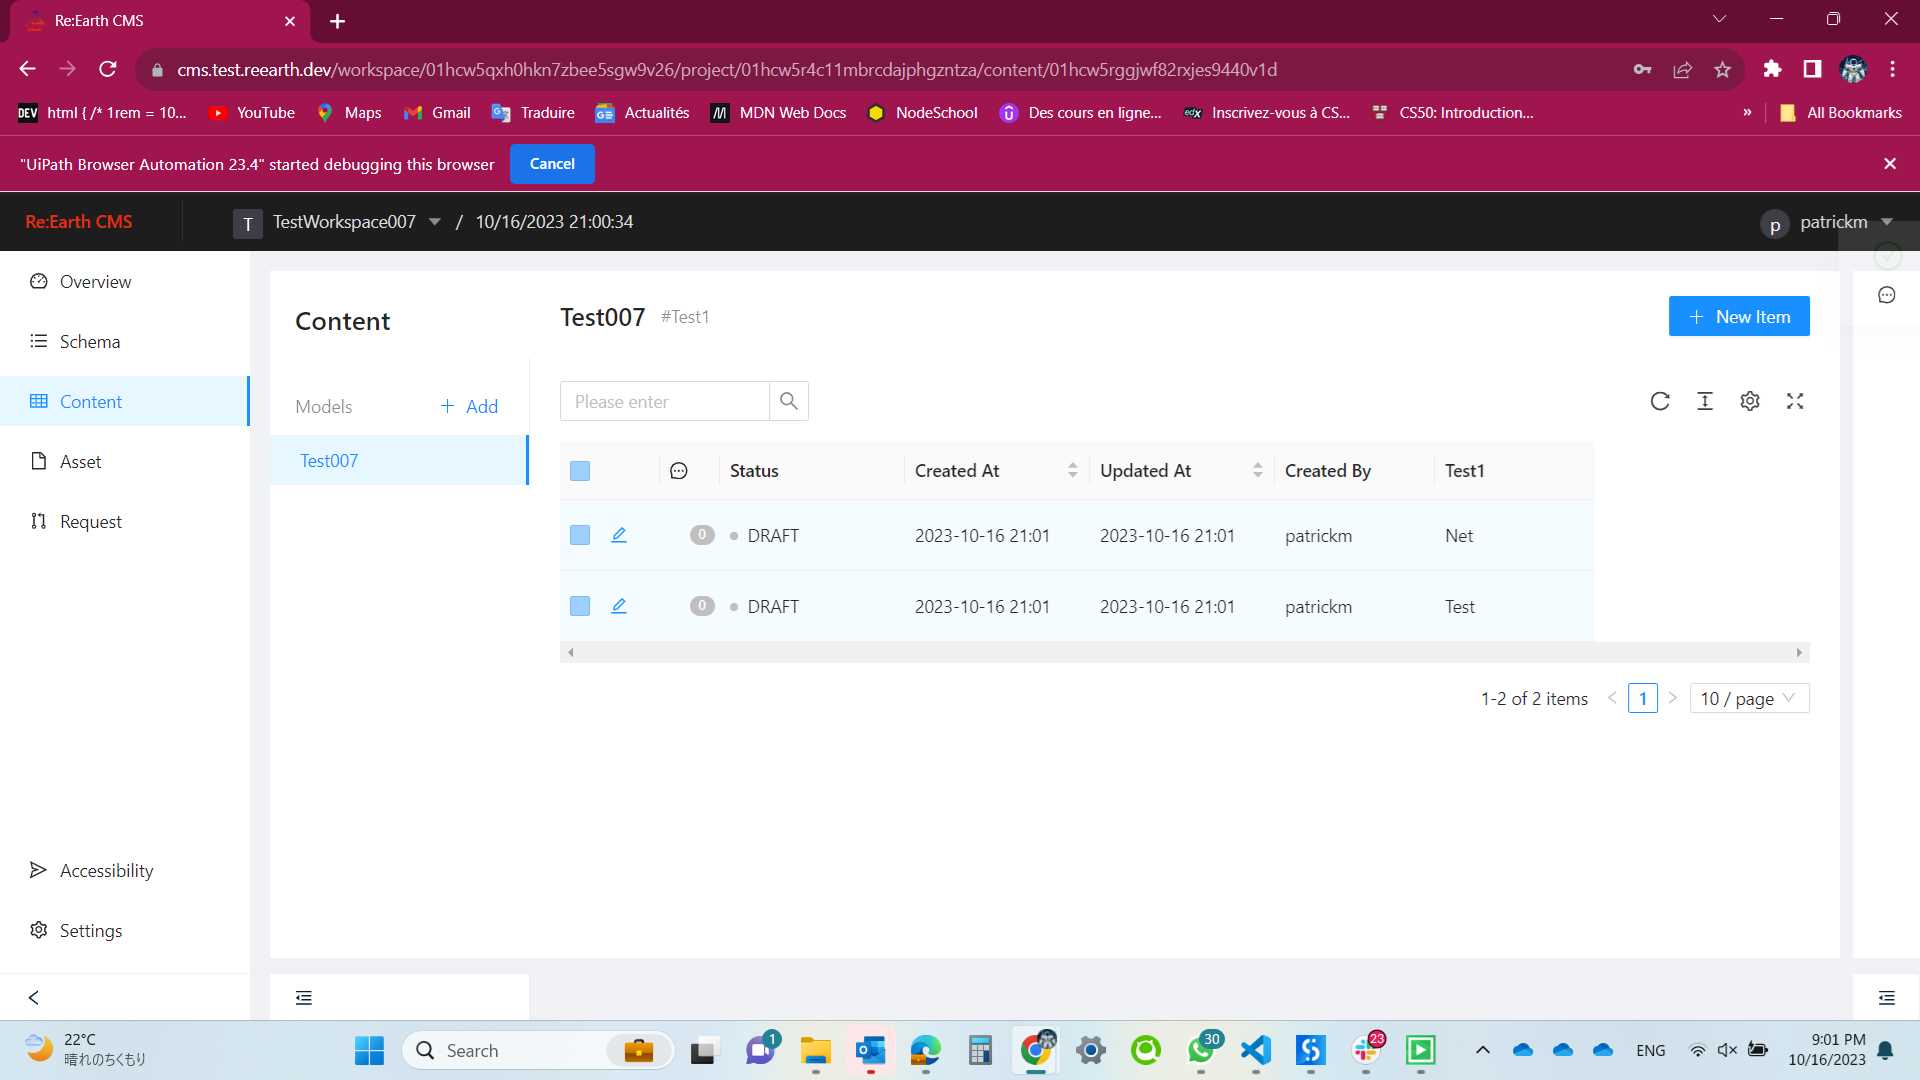 Re:Earth CMS
cms.test.reearth.dev/workspace/01hcw5qxh0hkn7zbee5sgw9v26/project/01hcw5r4c11mbrcdajphgzntza/content/01hcw5rggjwf82rxjes9440v1d
DEV html { /* 1rem = 10... YouTube Maps Gmail Traduire Actualités MDN Web Docs NodeSchool Des cours en ligne... edX Inscrivez-vous à CS... CS50: Introduction... » All Bookmarks
"UiPath Browser Automation 23.4" started debugging this browser Cancel
Re:Earth CMS T TestWorkspace007 / 10/16/2023 21:00:34 p patrickm
Overview
Schema
Content
Asset
Request
Accessibility
Settings
Content
Models + Add
Test007
Test007 #Test1
+ New Item
Please enter
Status Created At Updated At Created By Test1
0 DRAFT 2023-10-16 21:01 2023-10-16 21:01 patrickm Net
0 DRAFT 2023-10-16 21:01 2023-10-16 21:01 patrickm Test
1-2 of 2 items < 1 > 10 / page
22°C
晴れのちくもり
Search
1
30
23
ENG
9:01 PM
10/16/2023